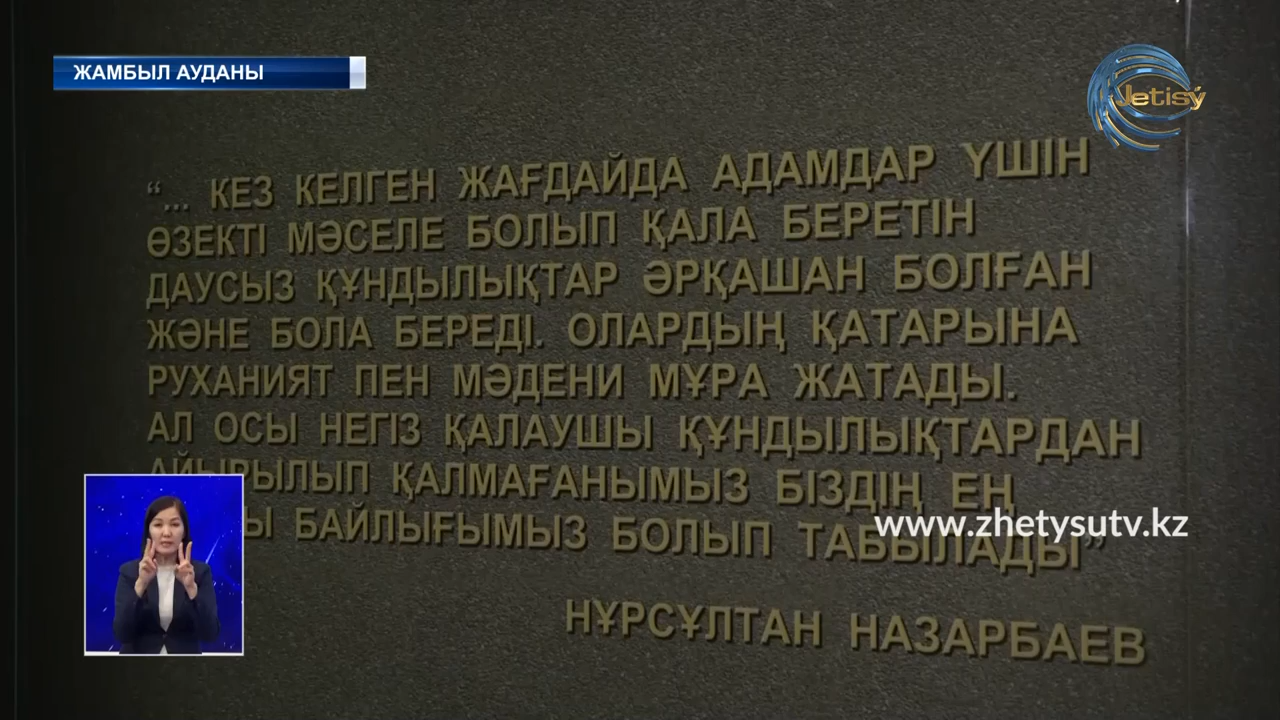 ЖАМБЫЛ АУДАНЫ
Jetisý
“... КЕЗ КЕЛГЕН ЖАҒДАЙДА АДАМДАР ҮШІН
ӨЗЕКТІ МӘСЕЛЕ БОЛЫП ҚАЛА БЕРЕТІН
ДАУСЫЗ ҚҰНДЫЛЫҚТАР ӘРҚАШАН БОЛҒАН
ЖӘНЕ БОЛА БЕРЕДІ. ОЛАРДЫҢ ҚАТАРЫНА
РУХАНИЯТ ПЕН МӘДЕНИ МҰРА ЖАТАДЫ.
АЛ ОСЫ НЕГІЗ ҚАЛАУШЫ ҚҰНДЫЛЫҚТАРДАН
АЙЫРЫЛЫП ҚАЛМАҒАНЫМЫЗ БІЗДІҢ ЕҢ
БАЙЛЫҒЫМЫЗ БОЛЫП ТАБЫЛАДЫ”
www.zhetysutv.kz
НҰРСҰЛТАН НАЗАРБАЕВ